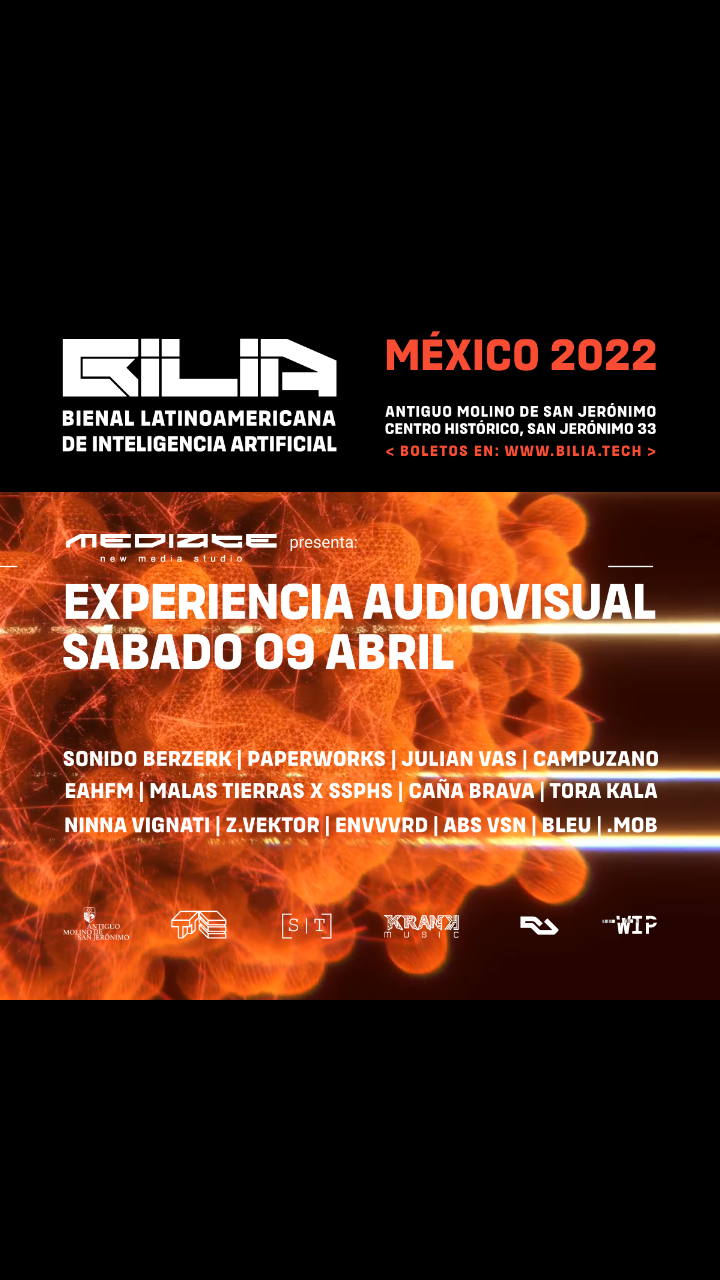 BILIA
BIENAL LATINOAMERICANA
DE INTELIGENCIA ARTIFICIAL
MÉXICO 2022
ANTIGUO MOLINO DE SAN JERÓNIMO
CENTRO HISTÓRICO, SAN JERÓNIMO 33
< BOLETOS EN: WWW.BILIA.TECH >
MEDIAGE presenta:
new media studio
EXPERIENCIA AUDIOVISUAL
SABADO 09 ABRIL
SONIDO BERZERK | PAPERWORKS | JULIAN VAS | CAMPUZANO
EAHFM | MALAS TIERRAS X SSPHS | CAÑA BRAVA | TORA KALA
NINNA VIGNATI | Z.VEKTOR | ENVVVRD | ABS VSN | BLEU | .MOB
ANTIGUO
MOLINO DE
SAN JERÓNIMO
[S|T]
KRANK
MUSIC
WIP